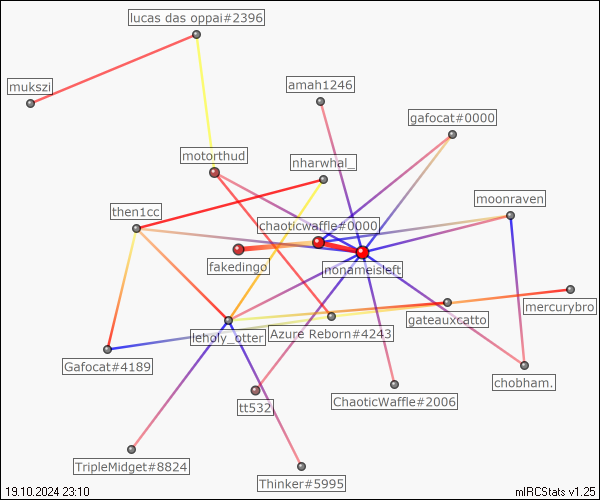 lucas das oppai#2396
mukszi
amah1246
gafocat#0000
motorthud
nharwhal_
moonraven
then1cc
chaoticwaffle#0000
fakedingo
nonameisleft
mercurybro
gateauxcatto
leholy_otter
Azure Reborn#4243
Gafocat#4189
chobham.
tt532
ChaoticWaffle#2006
TripleMidget#8824
Thinker#5995
19.10.2024 23:10
mIRCStats v1.25